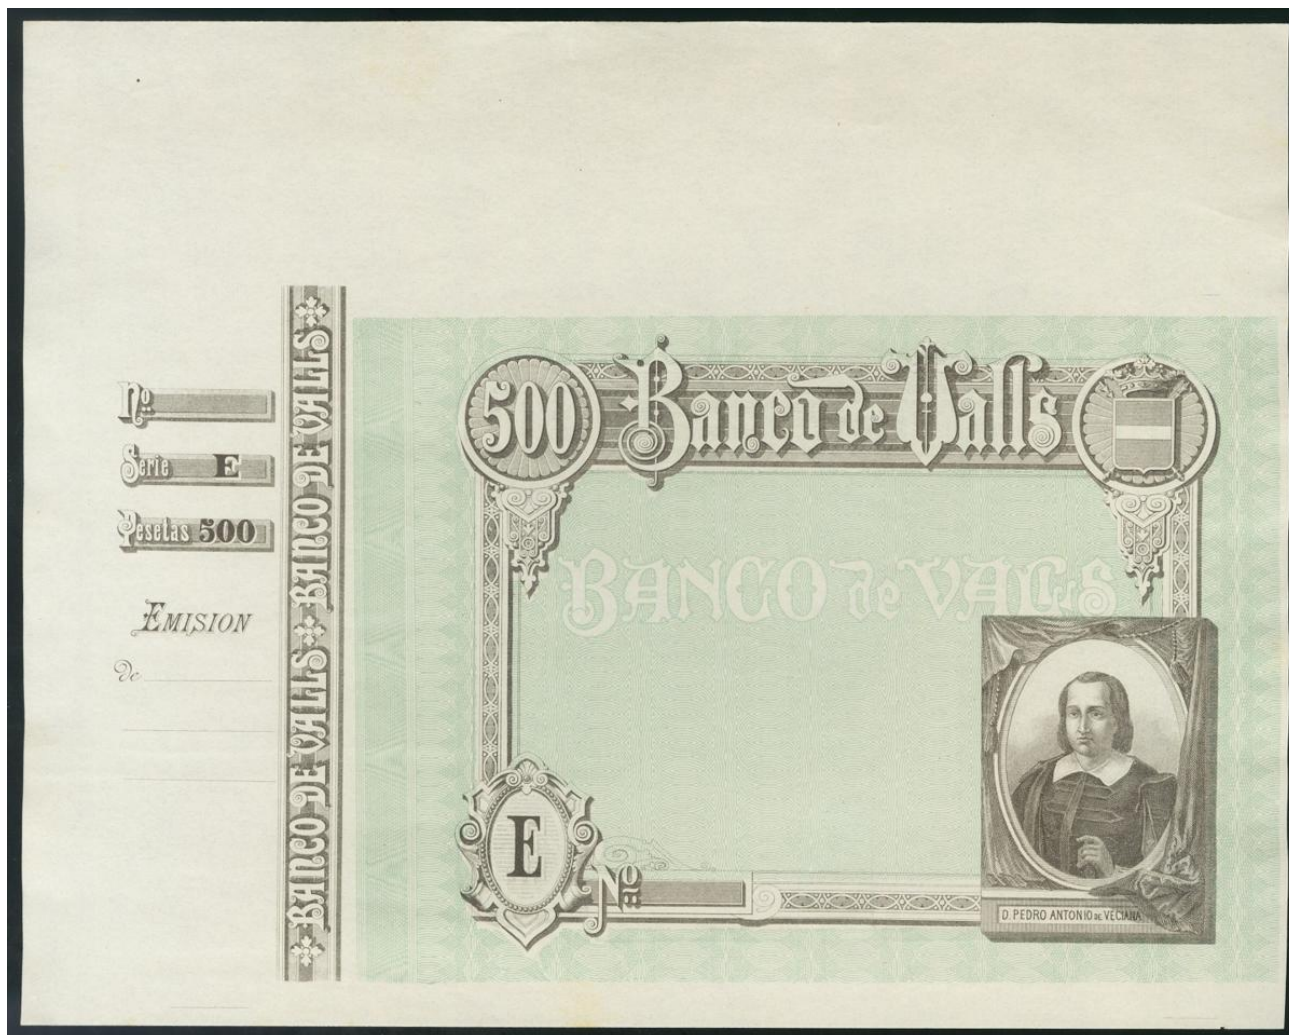 Nº
Serie E
Pesetas 500
EMISION
de
BANCO DE VALLS BANCO DE VALLS
500 Banco de Valls
BANCO de VALLS
E Nº
D. PEDRO ANTONIO DE VECIANA